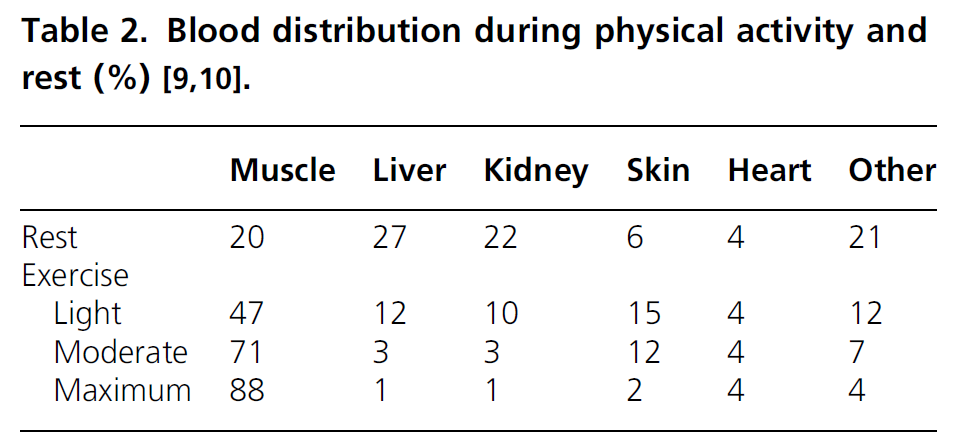 Table 2. Blood distribution during physical activity and
rest (%) [9,10].
Muscle Liver Kidney Skin Heart Other
Rest 20 27 22 6 4 21
Exercise
Light 47 12 10 15 4 12
Moderate 71 3 3 12 4 7
Maximum 88 1 1 2 4 4